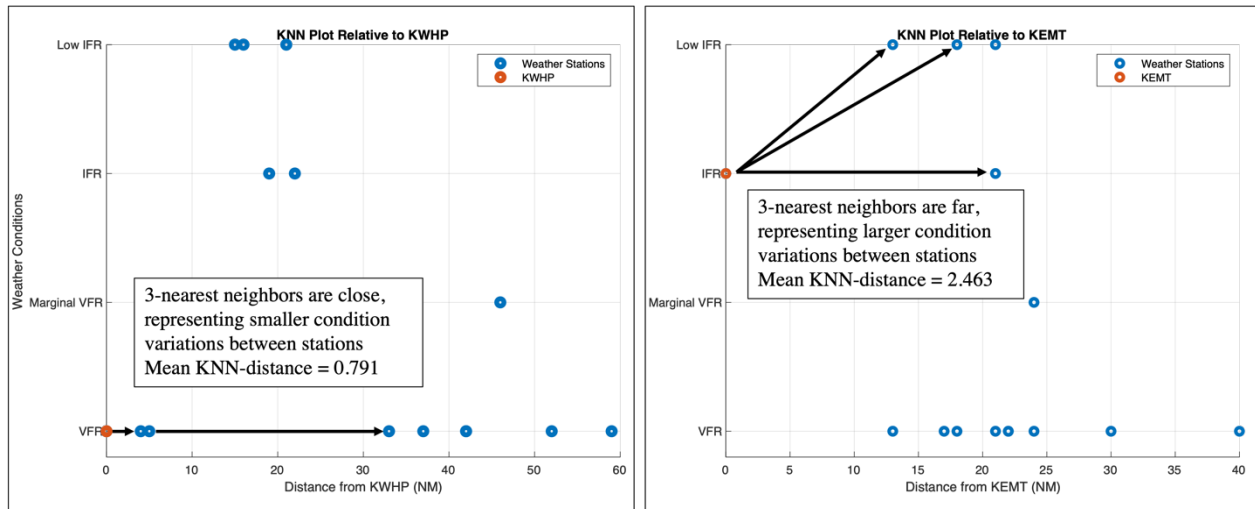 KNN Plot Relative to KWHP
Low IFR
IFR
Marginal VFR
VFR
Weather Conditions
Weather Stations
KWHP
3-nearest neighbors are close,
representing smaller condition
variations between stations
Mean KNN-distance = 0.791
0 10 20 30 40 50 60
Distance from KWHP (NM)
KNN Plot Relative to KEMT
Low IFR
IFR
Marginal VFR
VFR
Weather Stations
KEMT
3-nearest neighbors are far,
representing larger condition
variations between stations
Mean KNN-distance = 2.463
0 5 10 15 20 25 30 35 40
Distance from KEMT (NM)